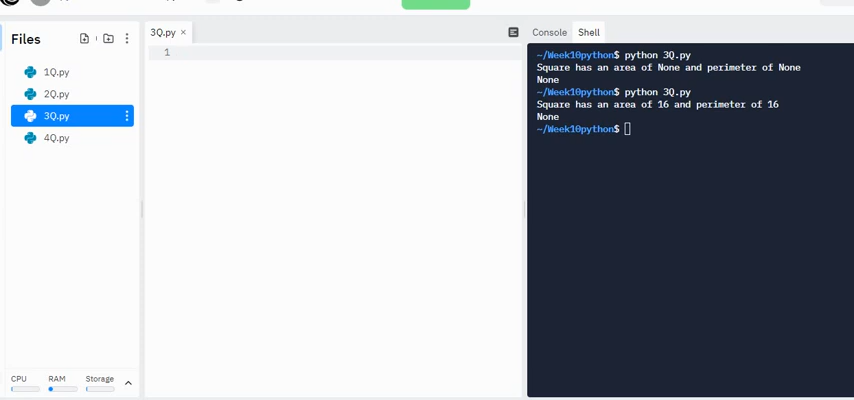 Files
1Q.py
2Q.py
3Q.py
4Q.py
CPU RAM Storage
3Q.py ×
1
Console Shell
~/Week10python$ python 3Q.py
Square has an area of None and perimeter of None
None
~/Week10python$ python 3Q.py
Square has an area of 16 and perimeter of 16
None
~/Week10python$